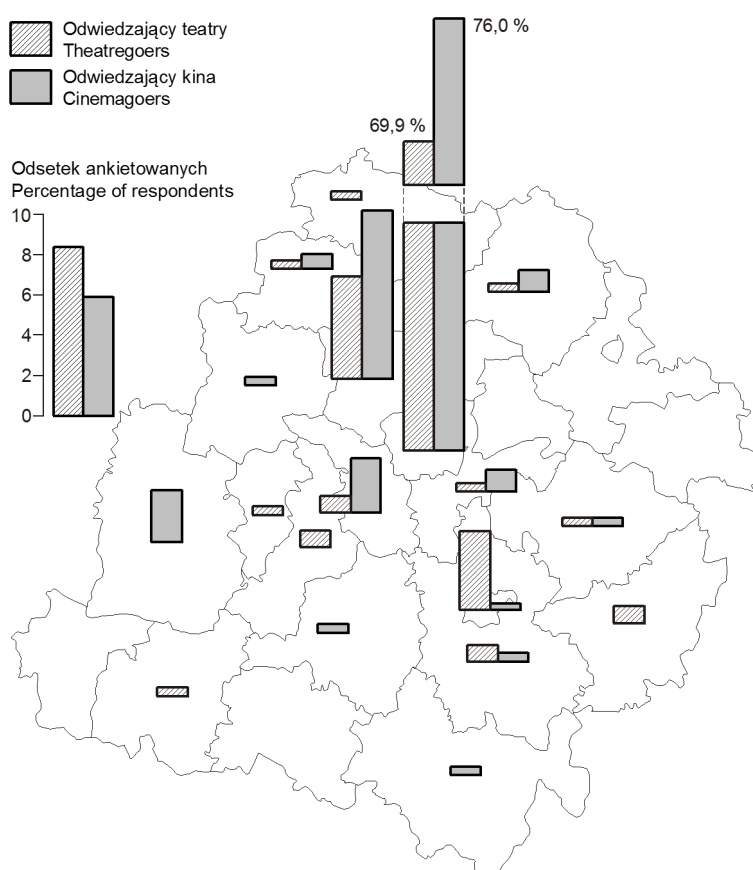 Odwiedzający teatry
Theatregoers
Odwiedzający kina
Cinemagoers
76,0 %
69,9 %
Odsetek ankietowanych
Percentage of respondents
10
8
6
4
2
0